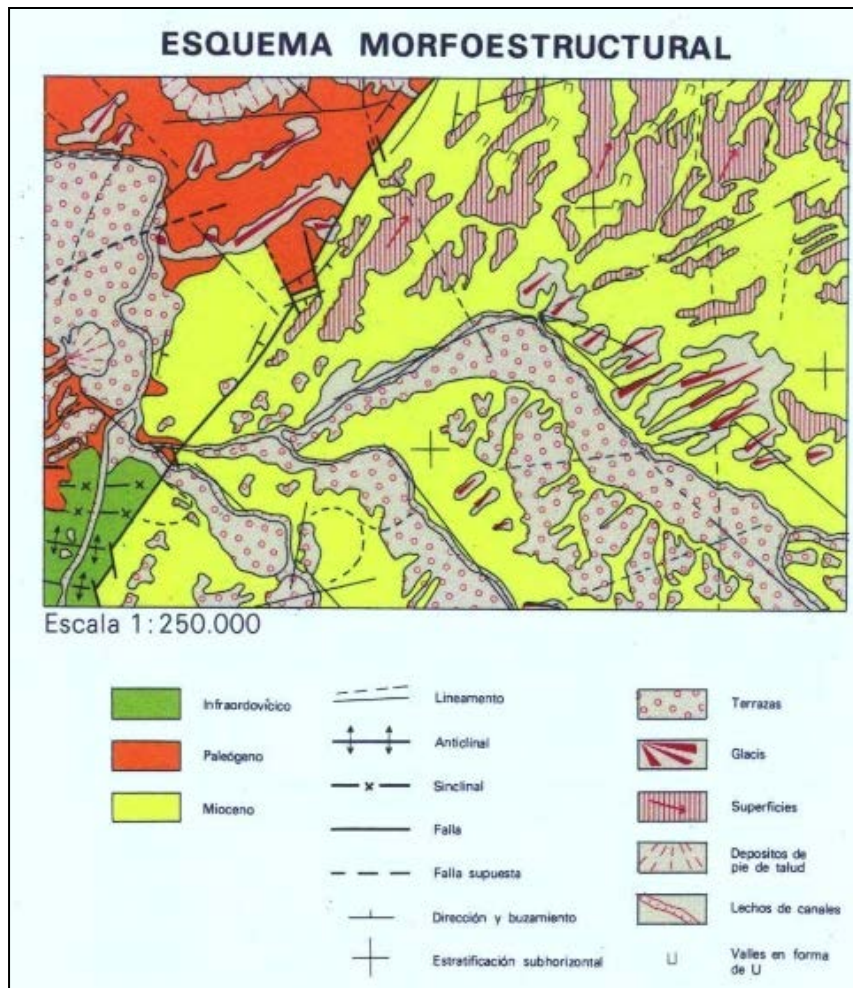 ESQUEMA MORFOESTRUCTURAL
Escala 1:250.000
Infraordovícico
Paleógeno
Mioceno
Lineamento
Anticlinal
Sinclinal
Falla
Falla supuesta
Dirección y buzamiento
Estratificación subhorizontal
Terrazas
Glacis
Superficies
Depositos de
pie de talud
Lechos de canales
Valles en forma
de U